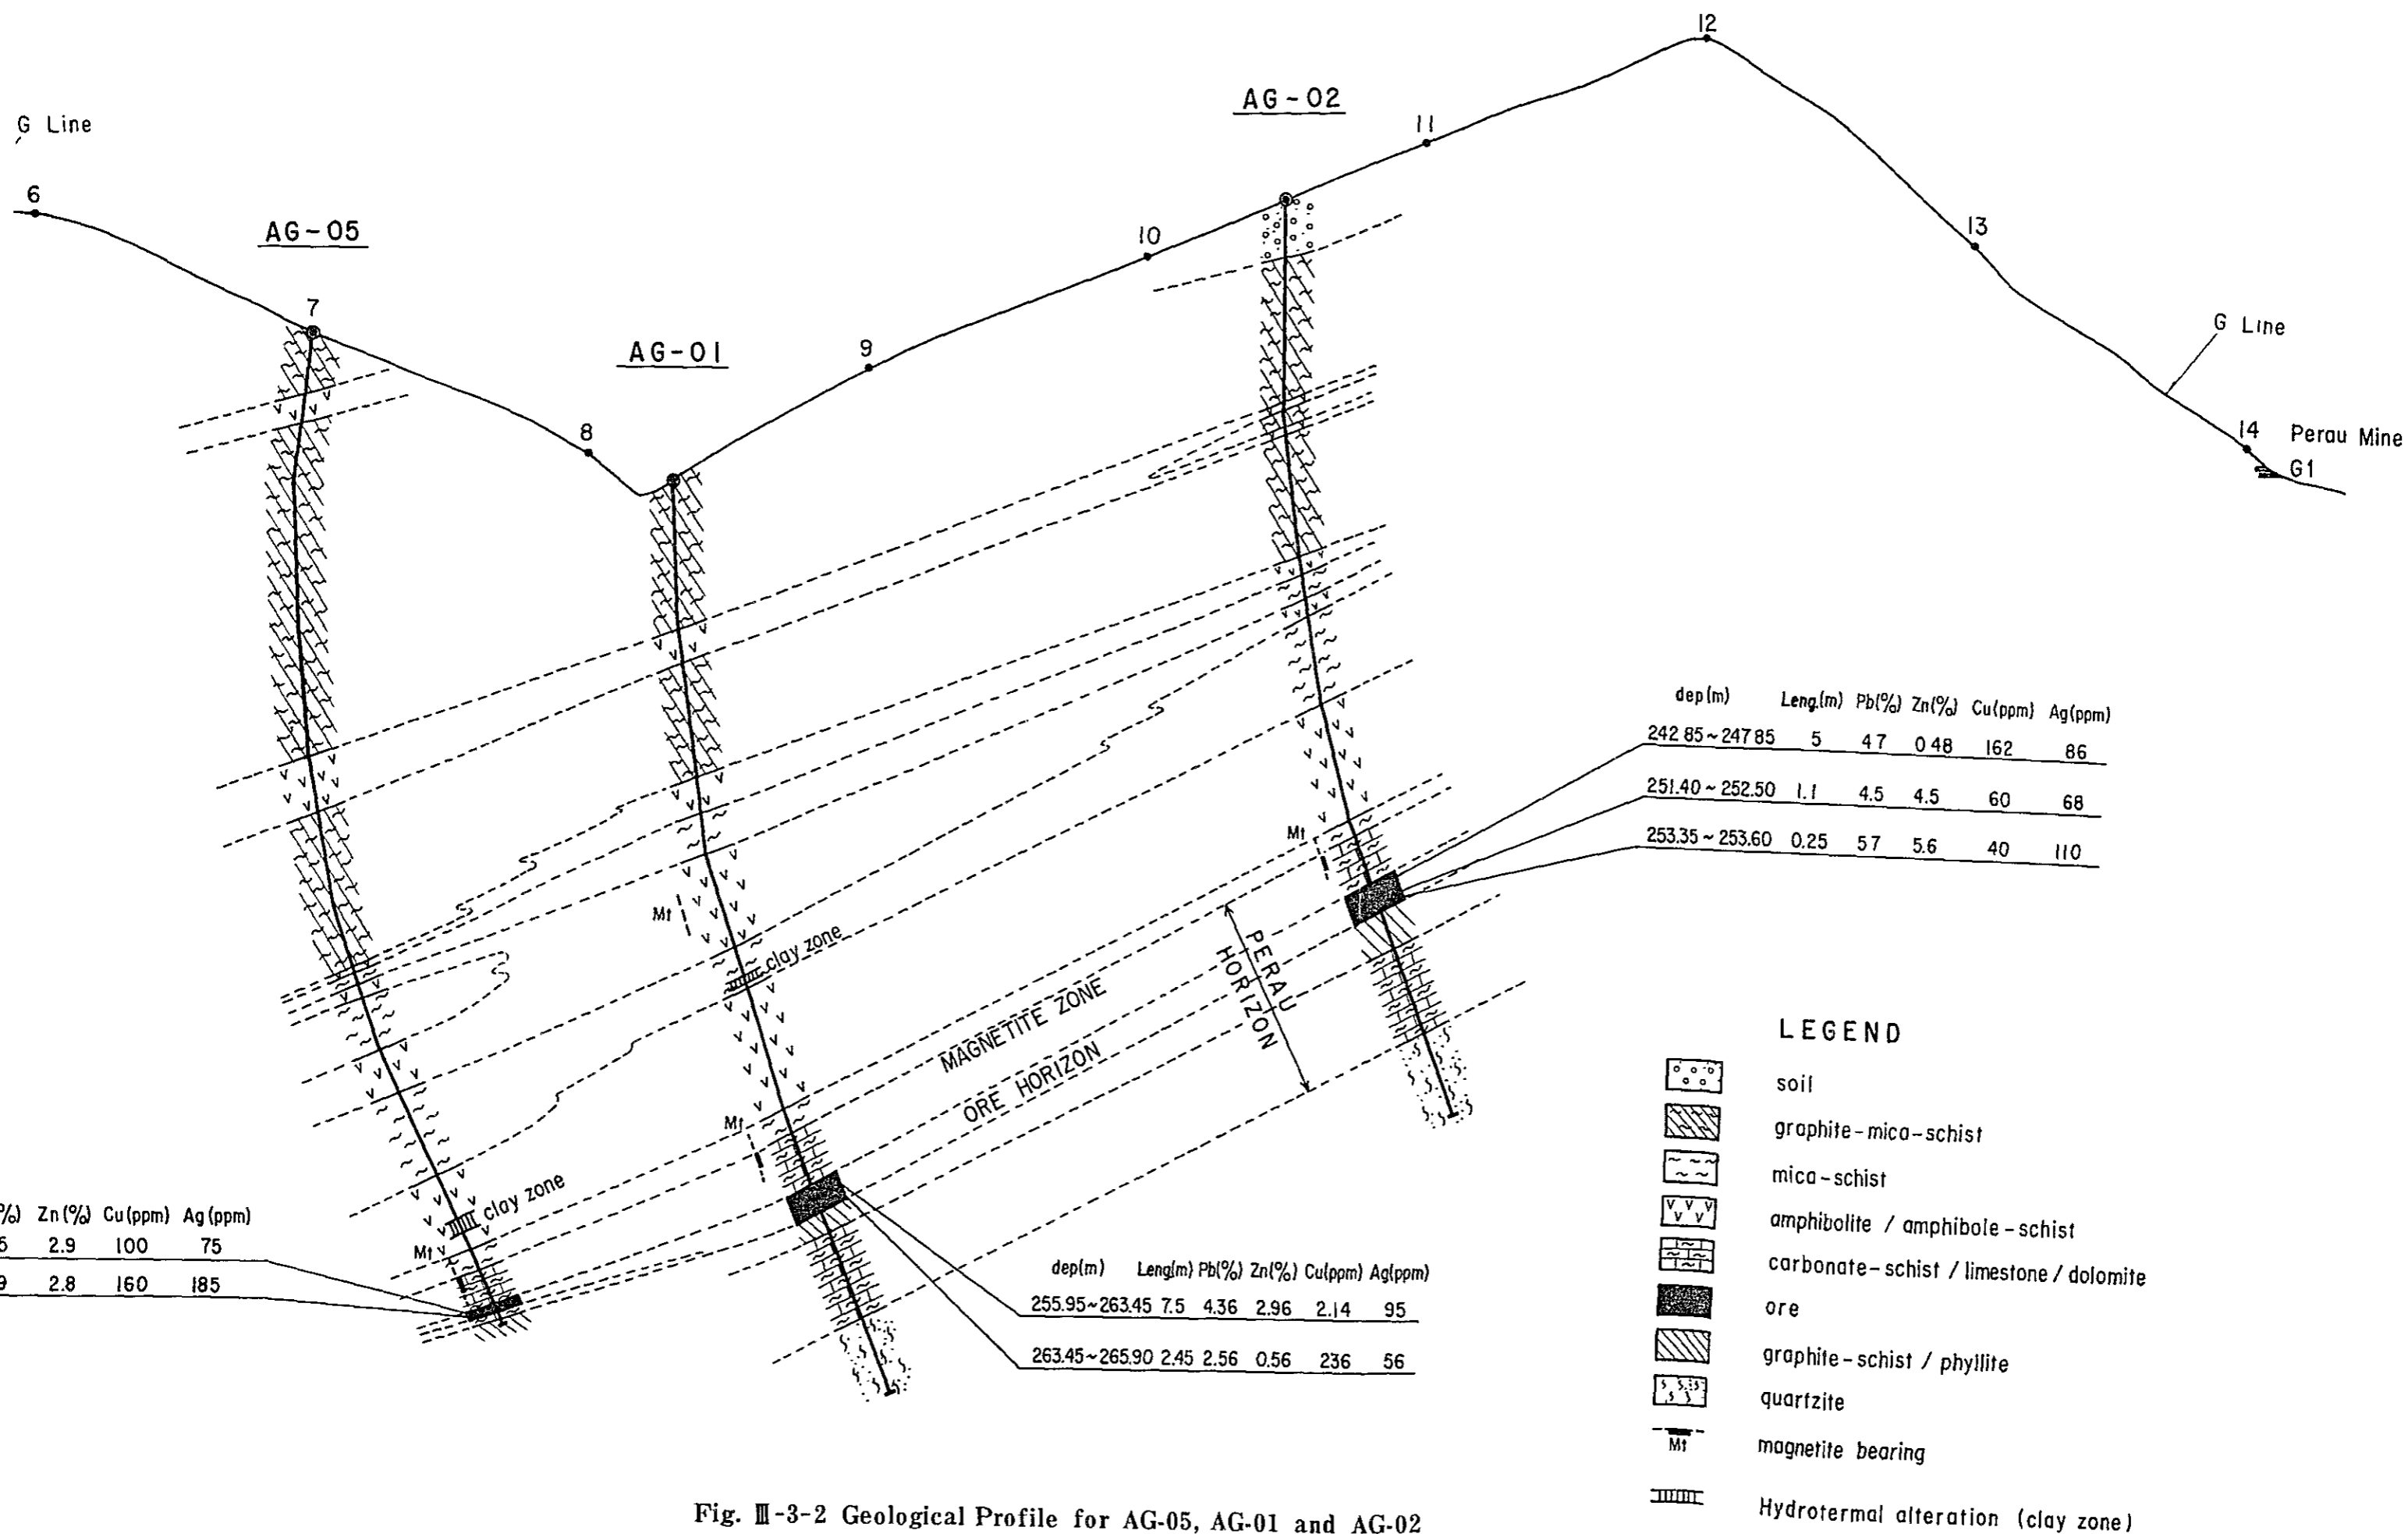 12
AG-02
11
G Line
6
AG-05
10
13
7
G Line
AG-01
9
8
14 Perau Mine
G1
dep(m) Leng.(m) Pb(%) Zn(%) Cu(ppm) Ag(ppm)
242 85~247 85 5 47 0 48 162 86
251.40~252.50 1.1 4.5 4.5 60 68
253.35~253.60 0.25 57 5.6 40 110
Mt
Mt
clay zone
PERAU
HORIZON
MAGNETITE ZONE
ORE HORIZON
Mt
clay zone
%) Zn(%) Cu(ppm) Ag(ppm)
2.9 100 75
9 2.8 160 185
Mt
dep(m) Leng(m) Pb(%) Zn(%) Cu(ppm) Ag(ppm)
255.95~263.45 7.5 4.36 2.96 2.14 95
263.45~265.90 2.45 2.56 0.56 236 56
LEGEND
soil
graphite-mica-schist
mica-schist
amphibolite / amphibole-schist
carbonate-schist / limestone / dolomite
ore
graphite-schist / phyllite
quartzite
Mt magnetite bearing
Hydrotermal alteration (clay zone)
Fig. Ⅲ-3-2 Geological Profile for AG-05, AG-01 and AG-02